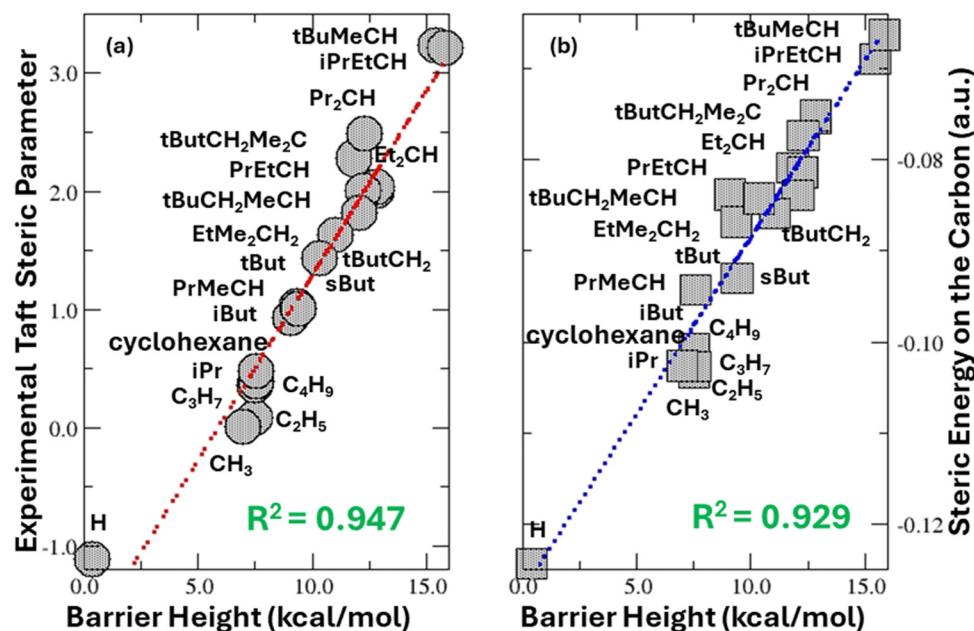 (a)
Experimental Taft Steric Parameter
3.0
2.0
1.0
0.0
-1.0
tBuMeCH
iPrEtCH
Pr₂CH
tButCH₂Me₂C
Et₂CH
PrEtCH
tBuCH₂MeCH
EtMe₂CH₂
tBut
tButCH₂
sBut
PrMeCH
iBut
cyclohexane
iPr
C₃H₇
C₄H₉
C₂H₅
CH₃
H
R² = 0.947
0.0 5.0 10.0 15.0
Barrier Height (kcal/mol)
(b)
tBuMeCH
iPrEtCH
Pr₂CH
tButCH₂Me₂C
Et₂CH
PrEtCH
tBuCH₂MeCH
EtMe₂CH₂
tButCH₂
tBut
sBut
PrMeCH
iBut
cyclohexane
C₄H₉
iPr
C₃H₇
C₂H₅
CH₃
H
R² = 0.929
0.0 5.0 10.0 15.0
Barrier Height (kcal/mol)
-0.08
-0.10
-0.12
Steric Energy on the Carbon (a.u.)